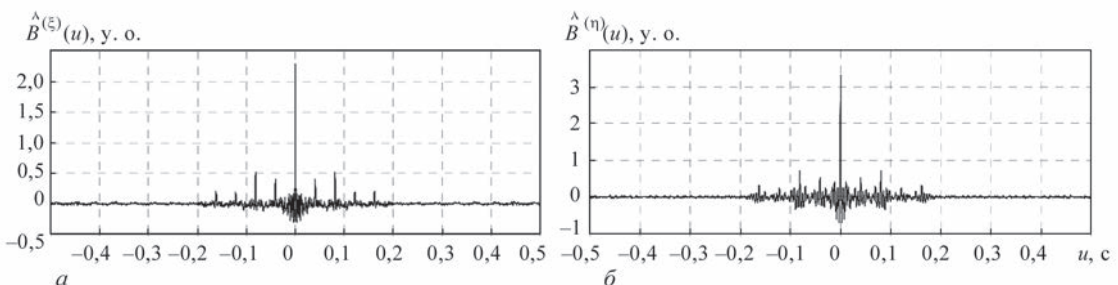 B̂⁽ξ⁾(u), у. о.
2,0
1,5
1,0
0,5
0
–0,5
–0,4 –0,3 –0,2 –0,1 0 0,1 0,2 0,3 0,4 0,5
а
B̂⁽η⁾(u), у. о.
3
2
1
0
–1
–0,5 –0,4 –0,3 –0,2 –0,1 0 0,1 0,2 0,3 0,4 u, с
б